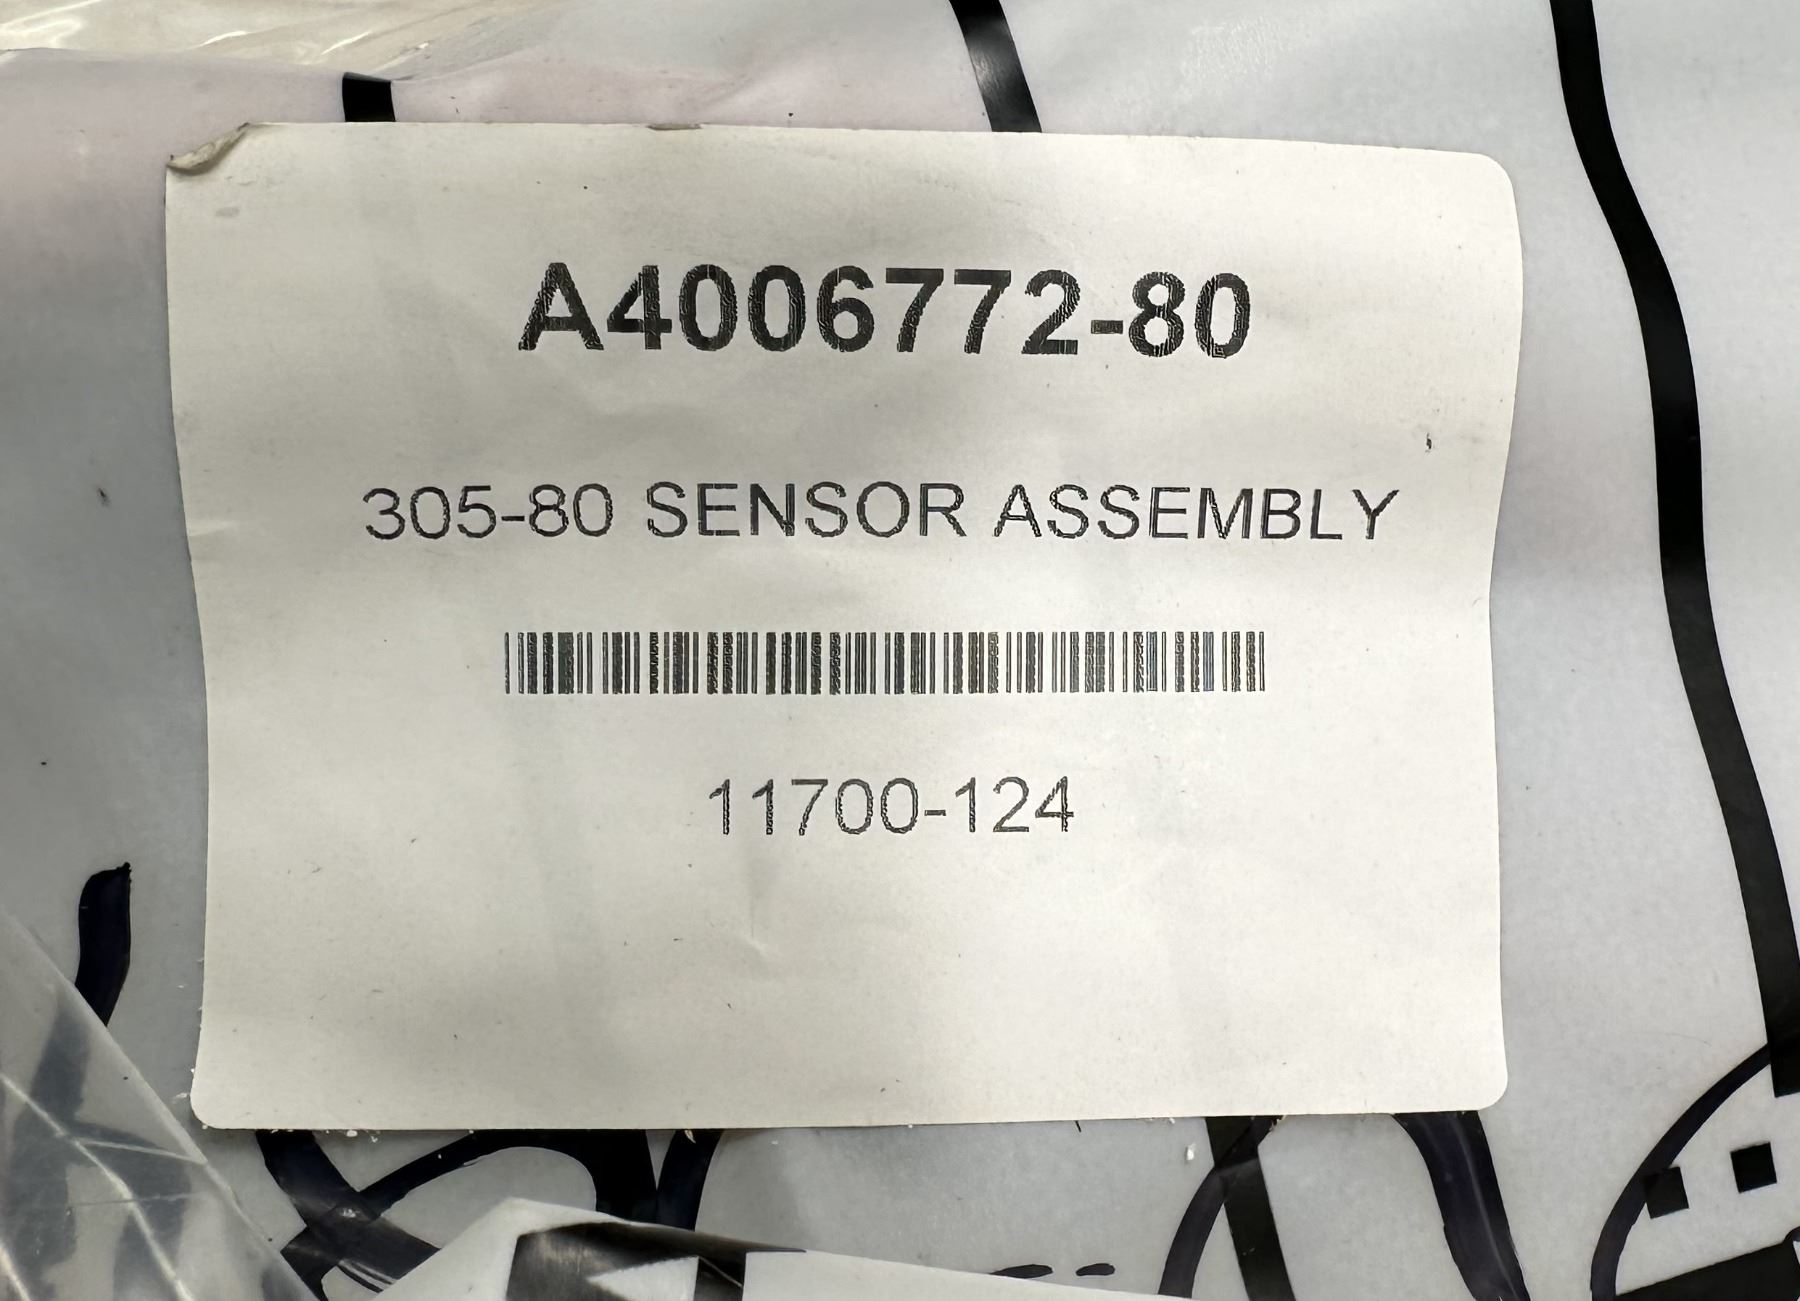 A4006772-80
305-80 SENSOR ASSEMBLY
11700-124